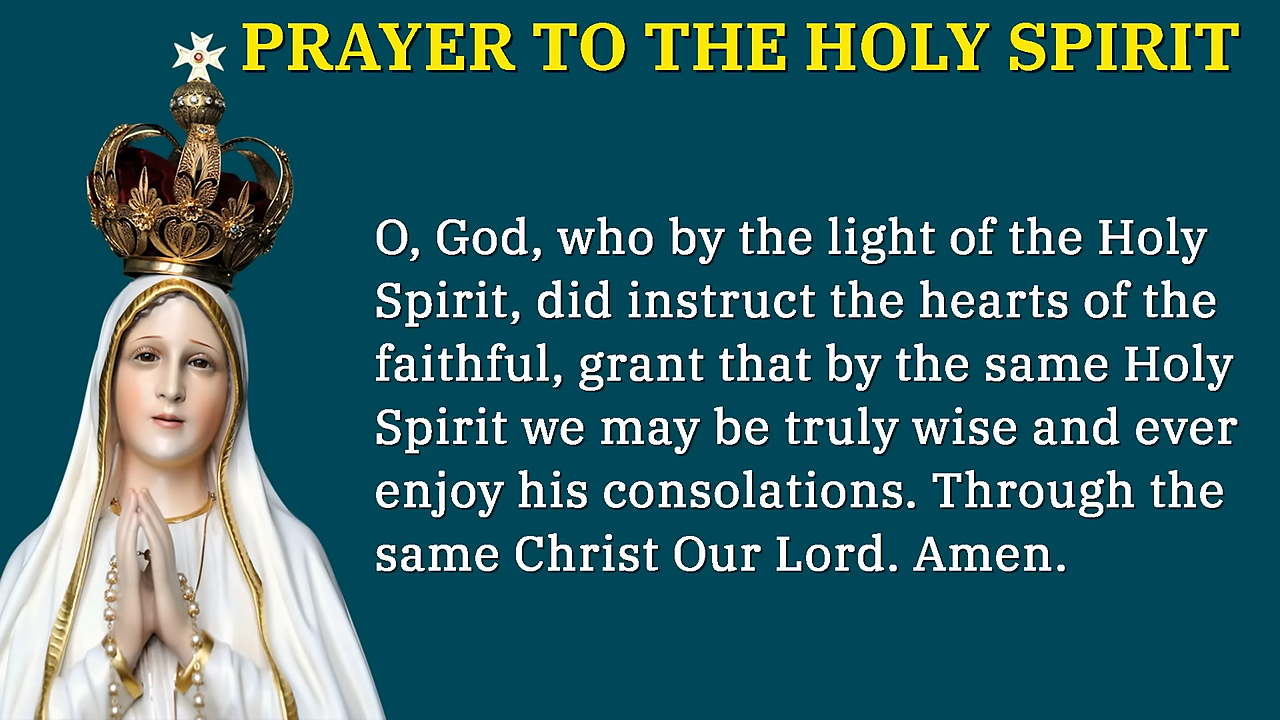 PRAYER TO THE HOLY SPIRIT
O, God, who by the light of the Holy
Spirit, did instruct the hearts of the
faithful, grant that by the same Holy
Spirit we may be truly wise and ever
enjoy his consolations. Through the
same Christ Our Lord. Amen.